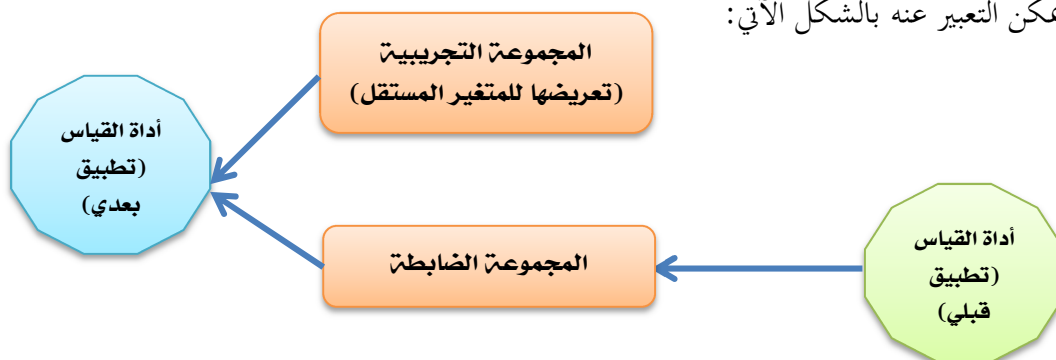 يمكن التعبير عنه بالشكل الآتي:
المجموعة التجريبية
(تعريضها للمتغير المستقل)
أداة القياس
(تطبيق
بعدي)
أداة القياس
(تطبيق
قبلي)
المجموعة الضابطة